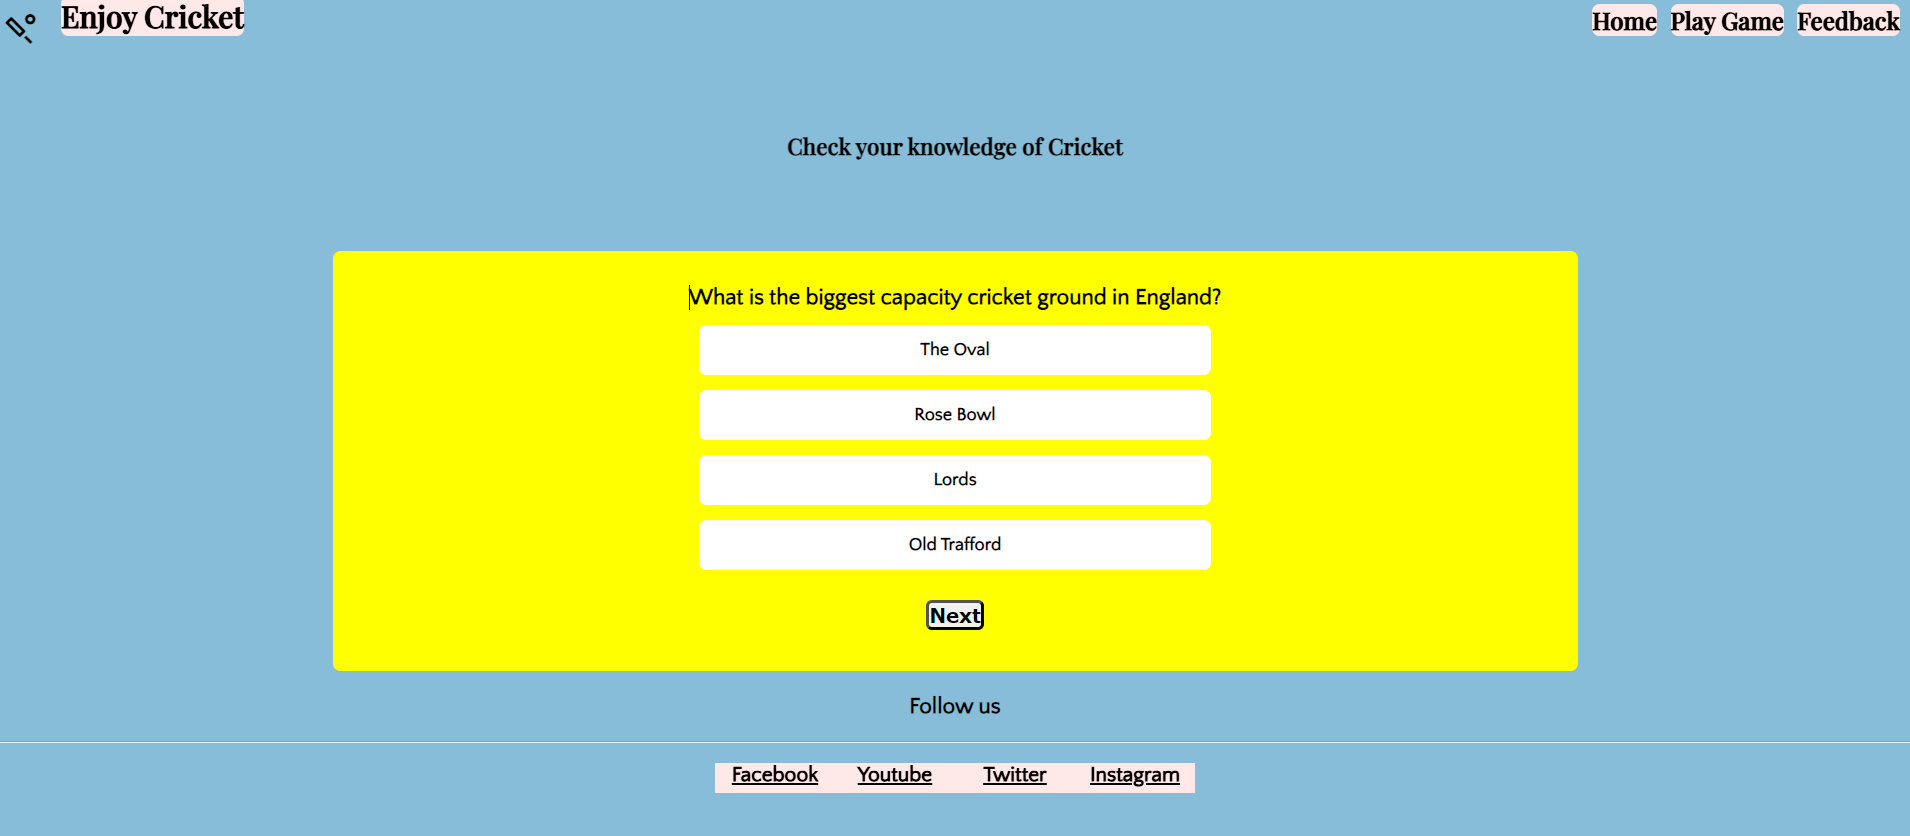 Enjoy Cricket
Home Play Game Feedback
Check your knowledge of Cricket
What is the biggest capacity cricket ground in England?
The Oval
Rose Bowl
Lords
Old Trafford
Next
Follow us
Facebook Youtube Twitter Instagram